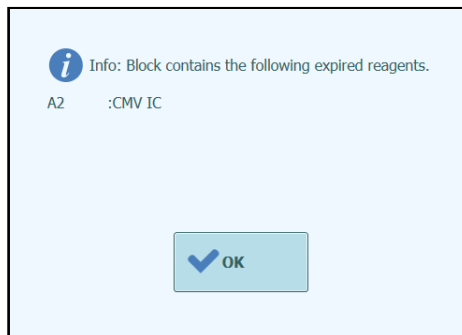 Info: Block contains the following expired reagents.
A2 :CMV IC
OK